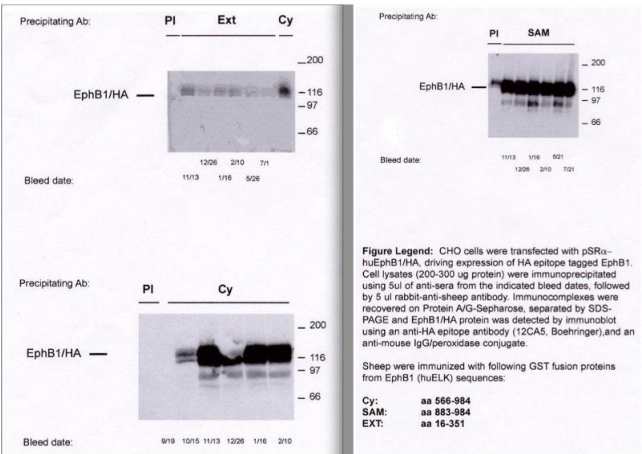 Precipitating Ab:
PI Ext Cy
200
EphB1/HA
116
97
66
12/26 2/10 7/1
11/13 1/16 5/26
Bleed date:
Precipitating Ab:
PI Cy
200
EphB1/HA
116
97
66
Bleed date:
9/19 10/15 11/13 12/26 1/16 2/10
Precipitating Ab:
PI SAM
200
EphB1/HA
116
97
66
11/13 1/16 5/21
Bleed date:
12/26 2/10 7/21
Figure Legend: CHO cells were transfected with pSRα–
huEphB1/HA, driving expression of HA epitope tagged EphB1.
Cell lysates (200-300 ug protein) were immunoprecipitated
using 5ul of anti-sera from the indicated bleed dates, followed
by 5 ul rabbit-anti-sheep antibody. Immunocomplexes were
recovered on Protein A/G-Sepharose, separated by SDS-
PAGE and EphB1/HA protein was detected by immunoblot
using an anti-HA epitope antibody (12CA5, Boehringer),and an
anti-mouse IgG/peroxidase conjugate.
Sheep were immunized with following GST fusion proteins
from EphB1 (huELK) sequences:
Cy: aa 566-984
SAM: aa 883-984
EXT: aa 16-351